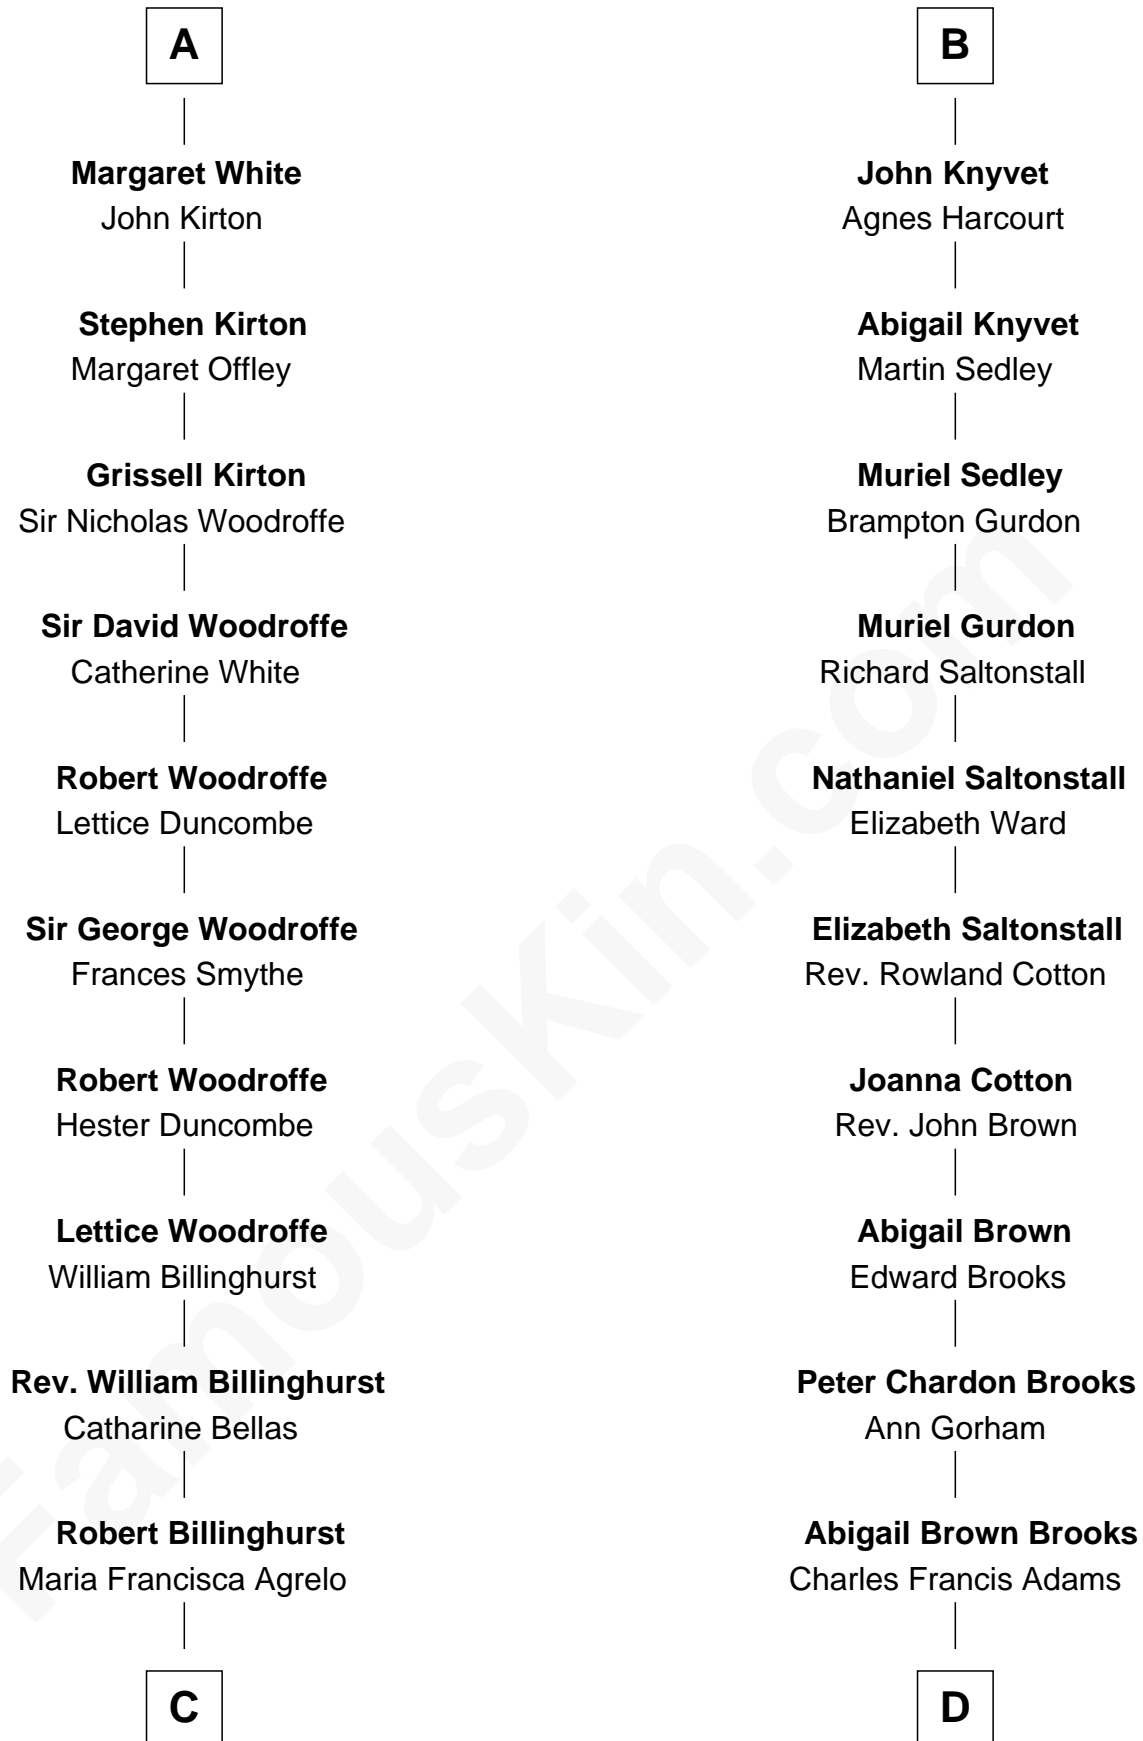 A
Margaret White
John Kirton
Stephen Kirton
Margaret Offley
Grissell Kirton
Sir Nicholas Woodroffe
Sir David Woodroffe
Catherine White
Robert Woodroffe
Lettice Duncombe
Sir George Woodroffe
Frances Smythe
Robert Woodroffe
Hester Duncombe
Lettice Woodroffe
William Billinghurst
Rev. William Billinghurst
Catharine Bellas
Robert Billinghurst
Maria Francisca Agrelo
C
B
John Knyvet
Agnes Harcourt
Abigail Knyvet
Martin Sedley
Muriel Sedley
Brampton Gurdon
Muriel Gurdon
Richard Saltonstall
Nathaniel Saltonstall
Elizabeth Ward
Elizabeth Saltonstall
Rev. Rowland Cotton
Joanna Cotton
Rev. John Brown
Abigail Brown
Edward Brooks
Peter Chardon Brooks
Ann Gorham
Abigail Brown Brooks
Charles Francis Adams
D
FamousKin.com